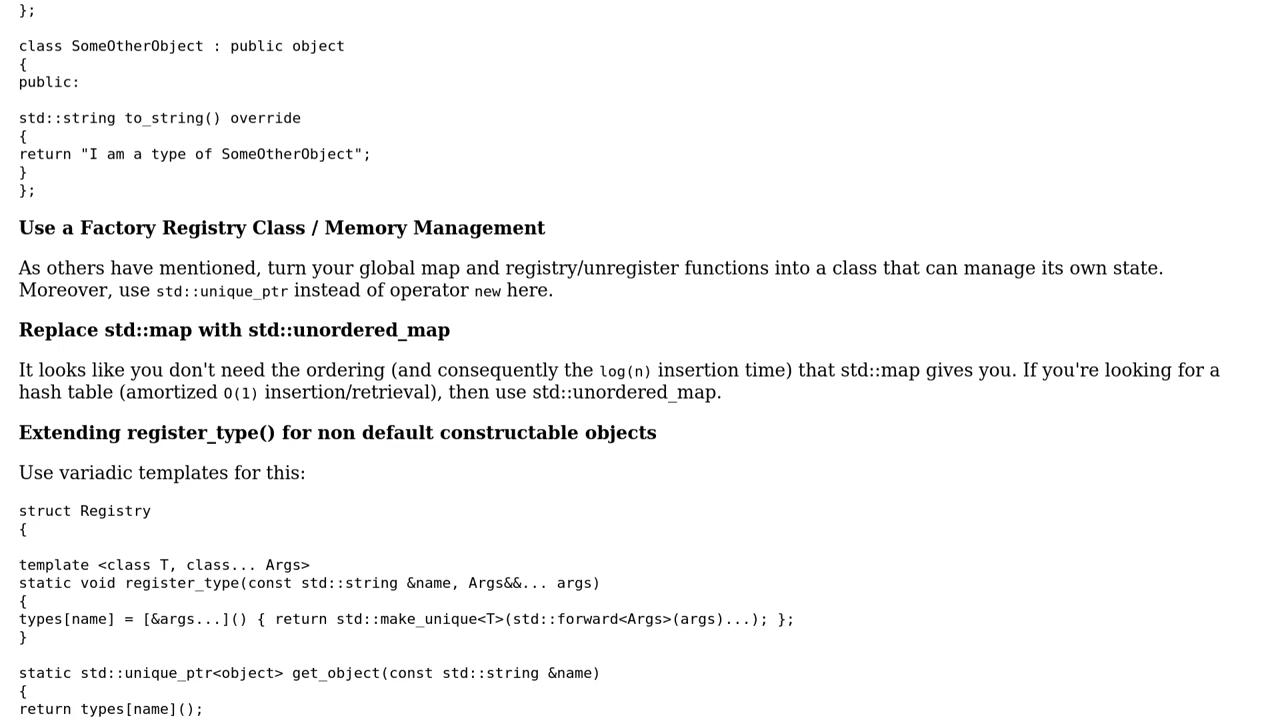 };
class SomeOtherObject : public object
{
public:
std::string to_string() override
{
return "I am a type of SomeOtherObject";
}
};
Use a Factory Registry Class / Memory Management
As others have mentioned, turn your global map and registry/unregister functions into a class that can manage its own state.
Moreover, use std::unique_ptr instead of operator new here.
Replace std::map with std::unordered_map
It looks like you don't need the ordering (and consequently the log(n) insertion time) that std::map gives you. If you're looking for a
hash table (amortized O(1) insertion/retrieval), then use std::unordered_map.
Extending register_type() for non default constructable objects
Use variadic templates for this:
struct Registry
{
template <class T, class... Args>
static void register_type(const std::string &name, Args&&... args)
{
types[name] = [&args...]() { return std::make_unique<T>(std::forward<Args>(args)...); };
}
static std::unique_ptr<object> get_object(const std::string &name)
{
return types[name]();